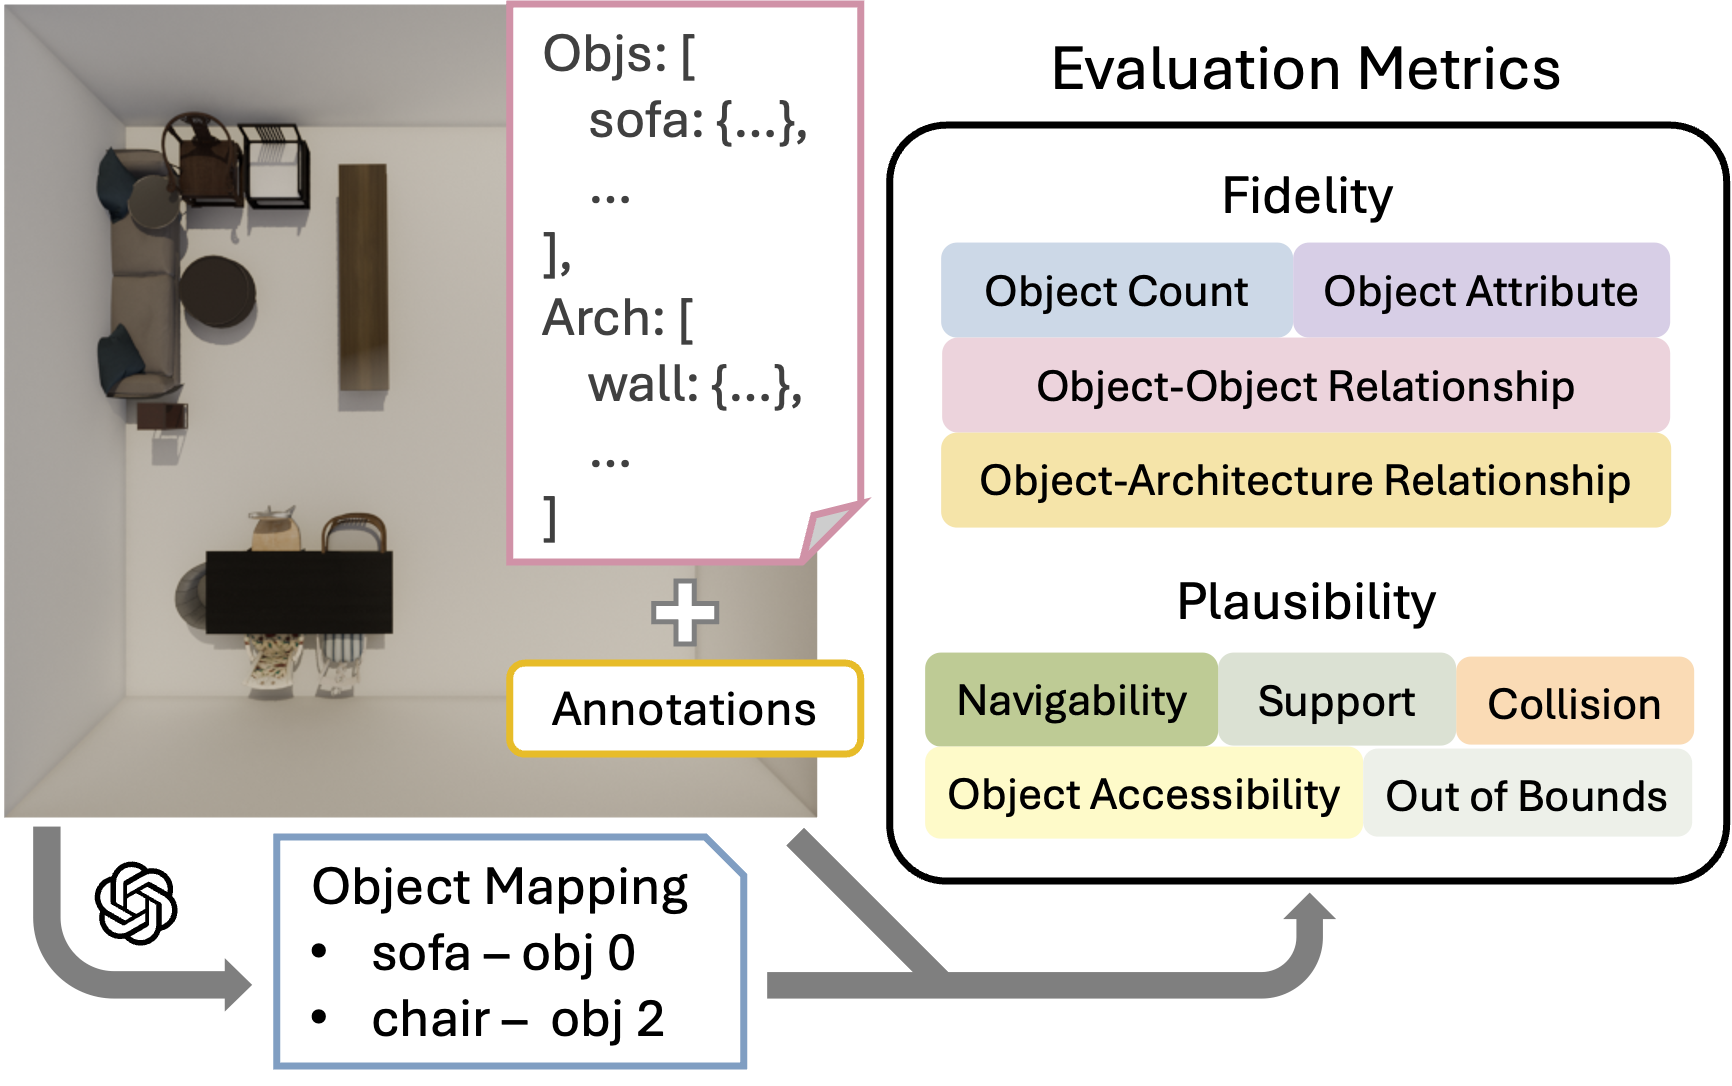 Objs: [
sofa: {...},
...
],
Arch: [
wall: {...},
...
]
Annotations
Object Mapping
• sofa – obj 0
• chair – obj 2
Evaluation Metrics
Fidelity
Object Count
Object Attribute
Object-Object Relationship
Object-Architecture Relationship
Plausibility
Navigability
Support
Collision
Object Accessibility
Out of Bounds